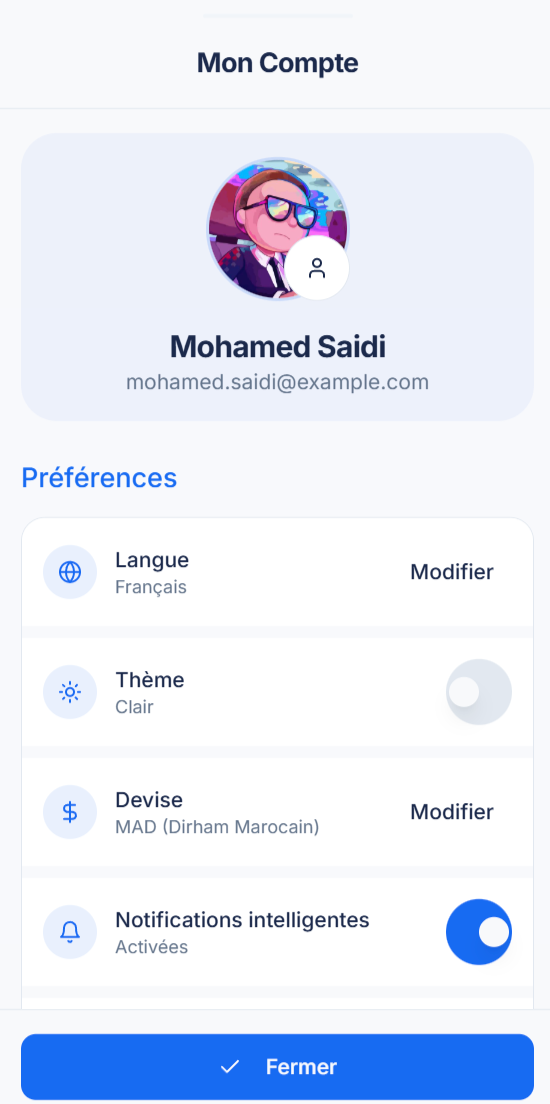 Mon Compte
Mohamed Saidi
mohamed.saidi@example.com
Préférences
Langue
Français
Modifier
Thème
Clair
Devise
MAD (Dirham Marocain)
Modifier
Notifications intelligentes
Activées
Fermer